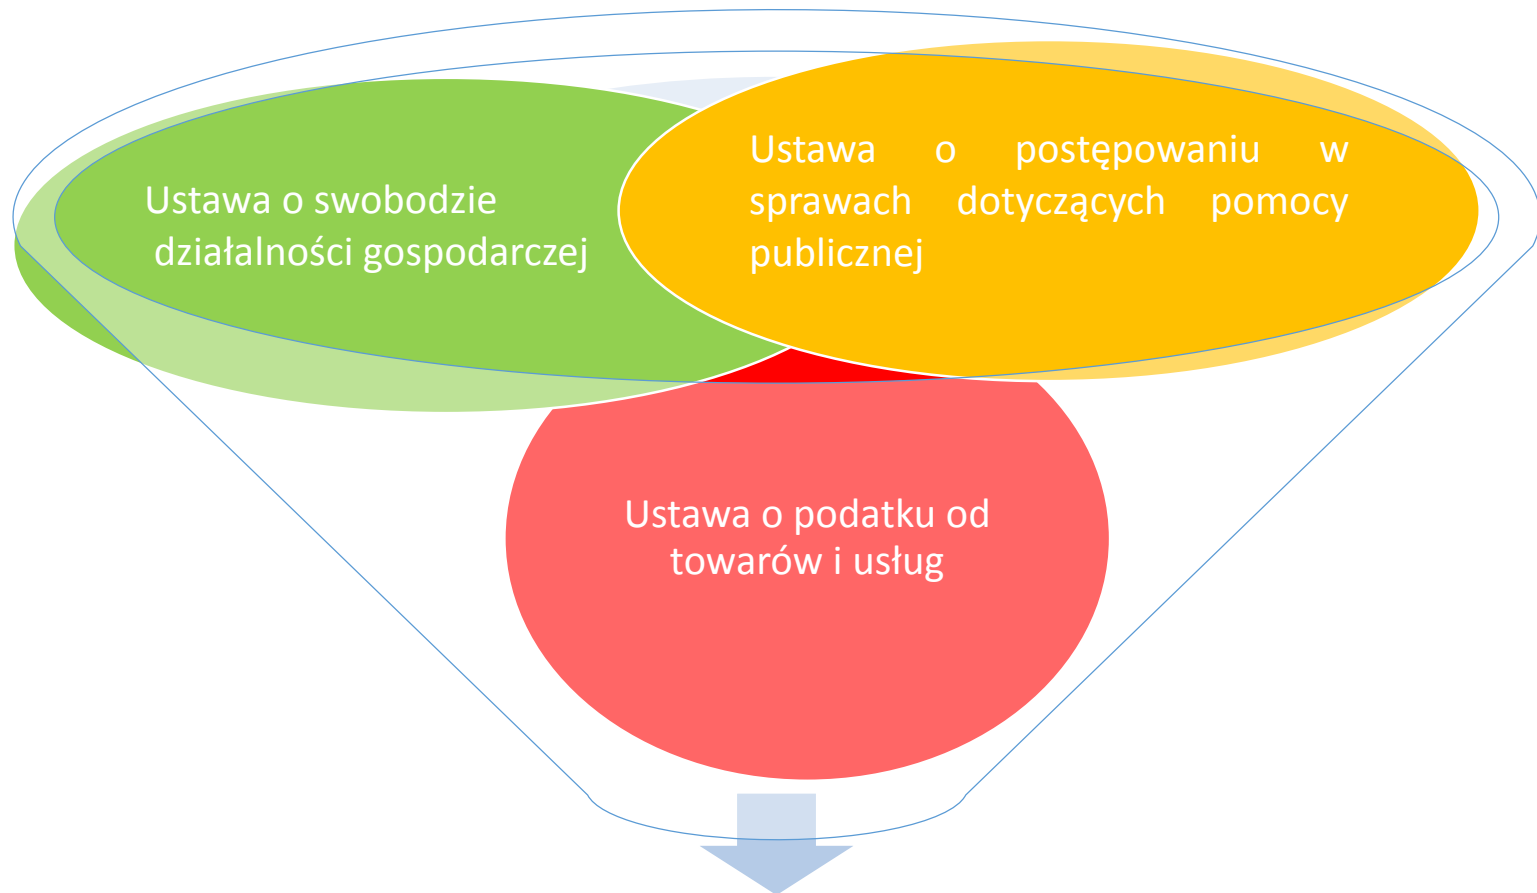 Ustawa o swobodzie
działalności gospodarczej
Ustawa o postępowaniu w
sprawach dotyczących pomocy
publicznej
Ustawa o podatku od
towarów i usług